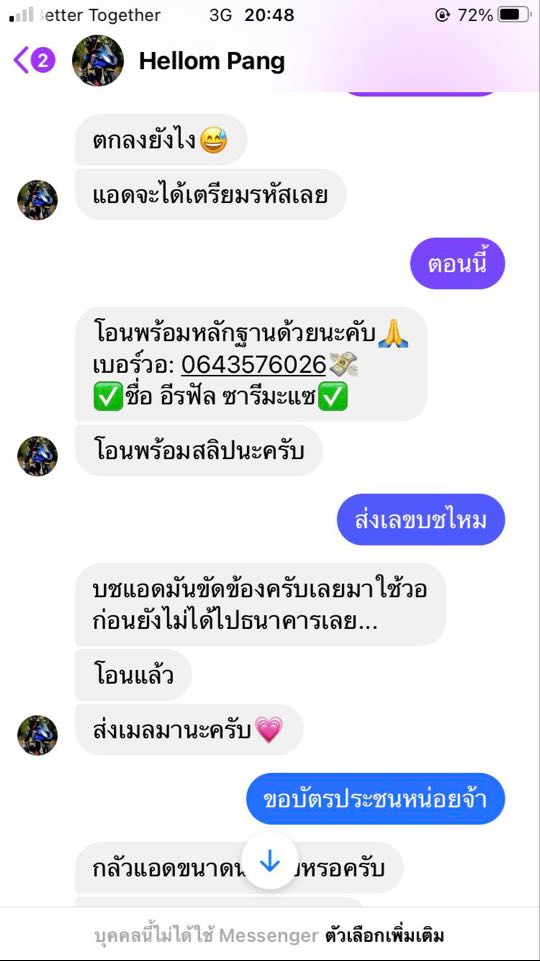 etter Together 3G 20:48 72%
2 Hellom Pang
ตกลงยังไง😅
แอดจะได้เตรียมรหัสเลย
ตอนนี้
โอนพร้อมหลักฐานด้วยนะคับ🙏
เบอร์วอ: 0643576026💸
✅ชื่อ อีรฟัล ซารีมะแซ✅
โอนพร้อมสลิปนะครับ
ส่งเลขบชไหม
บชแอดมันขัดข้องครับเลยมาใช้วอ
ก่อนยังไม่ได้ไปธนาคารเลย...
โอนแล้ว
ส่งเมลมานะครับ💗
ขอบัตรประชนหน่อยจ้า
กลัวแอดขนาด หรอครับ
บุคคลนี้ไม่ได้ใช้ Messenger ตัวเลือกเพิ่มเติม